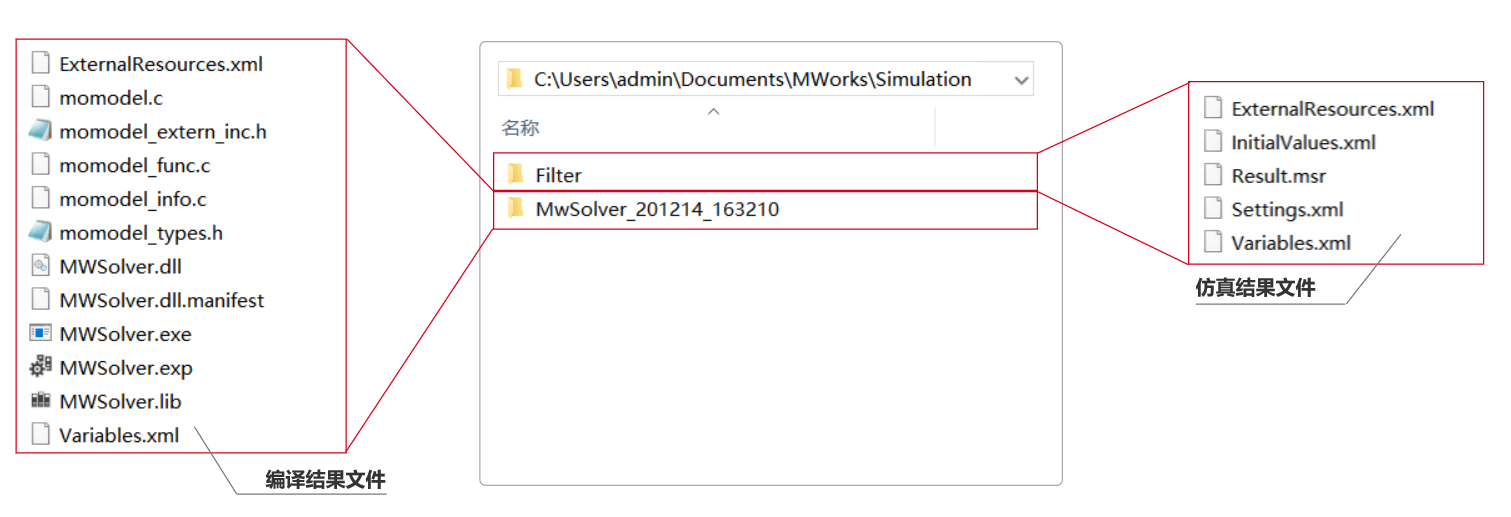 ExternalResources.xml
momodel.c
momodel_extern_inc.h
momodel_func.c
momodel_info.c
momodel_types.h
MWSolver.dll
MWSolver.dll.manifest
MWSolver.exe
MWSolver.exp
MWSolver.lib
Variables.xml
编译结果文件
C:\Users\admin\Documents\MWorks\Simulation
名称
Filter
MwSolver_201214_163210
ExternalResources.xml
InitialValues.xml
Result.msr
Settings.xml
Variables.xml
仿真结果文件